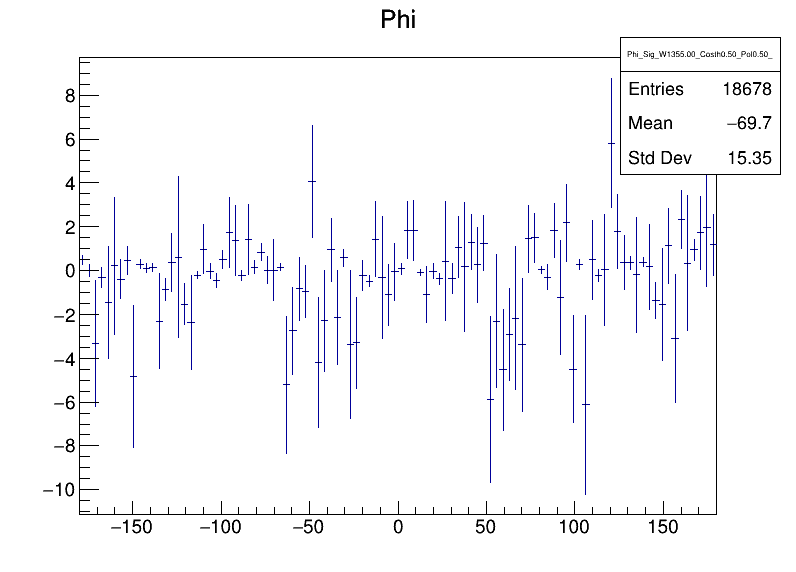 Phi
Phi_Sig_W1355.00_Costh0.50_Pol0.50_
Entries 18678
Mean −69.7
Std Dev 15.35
8
6
4
2
0
−2
−4
−6
−8
−10
−150 −100 −50 0 50 100 150